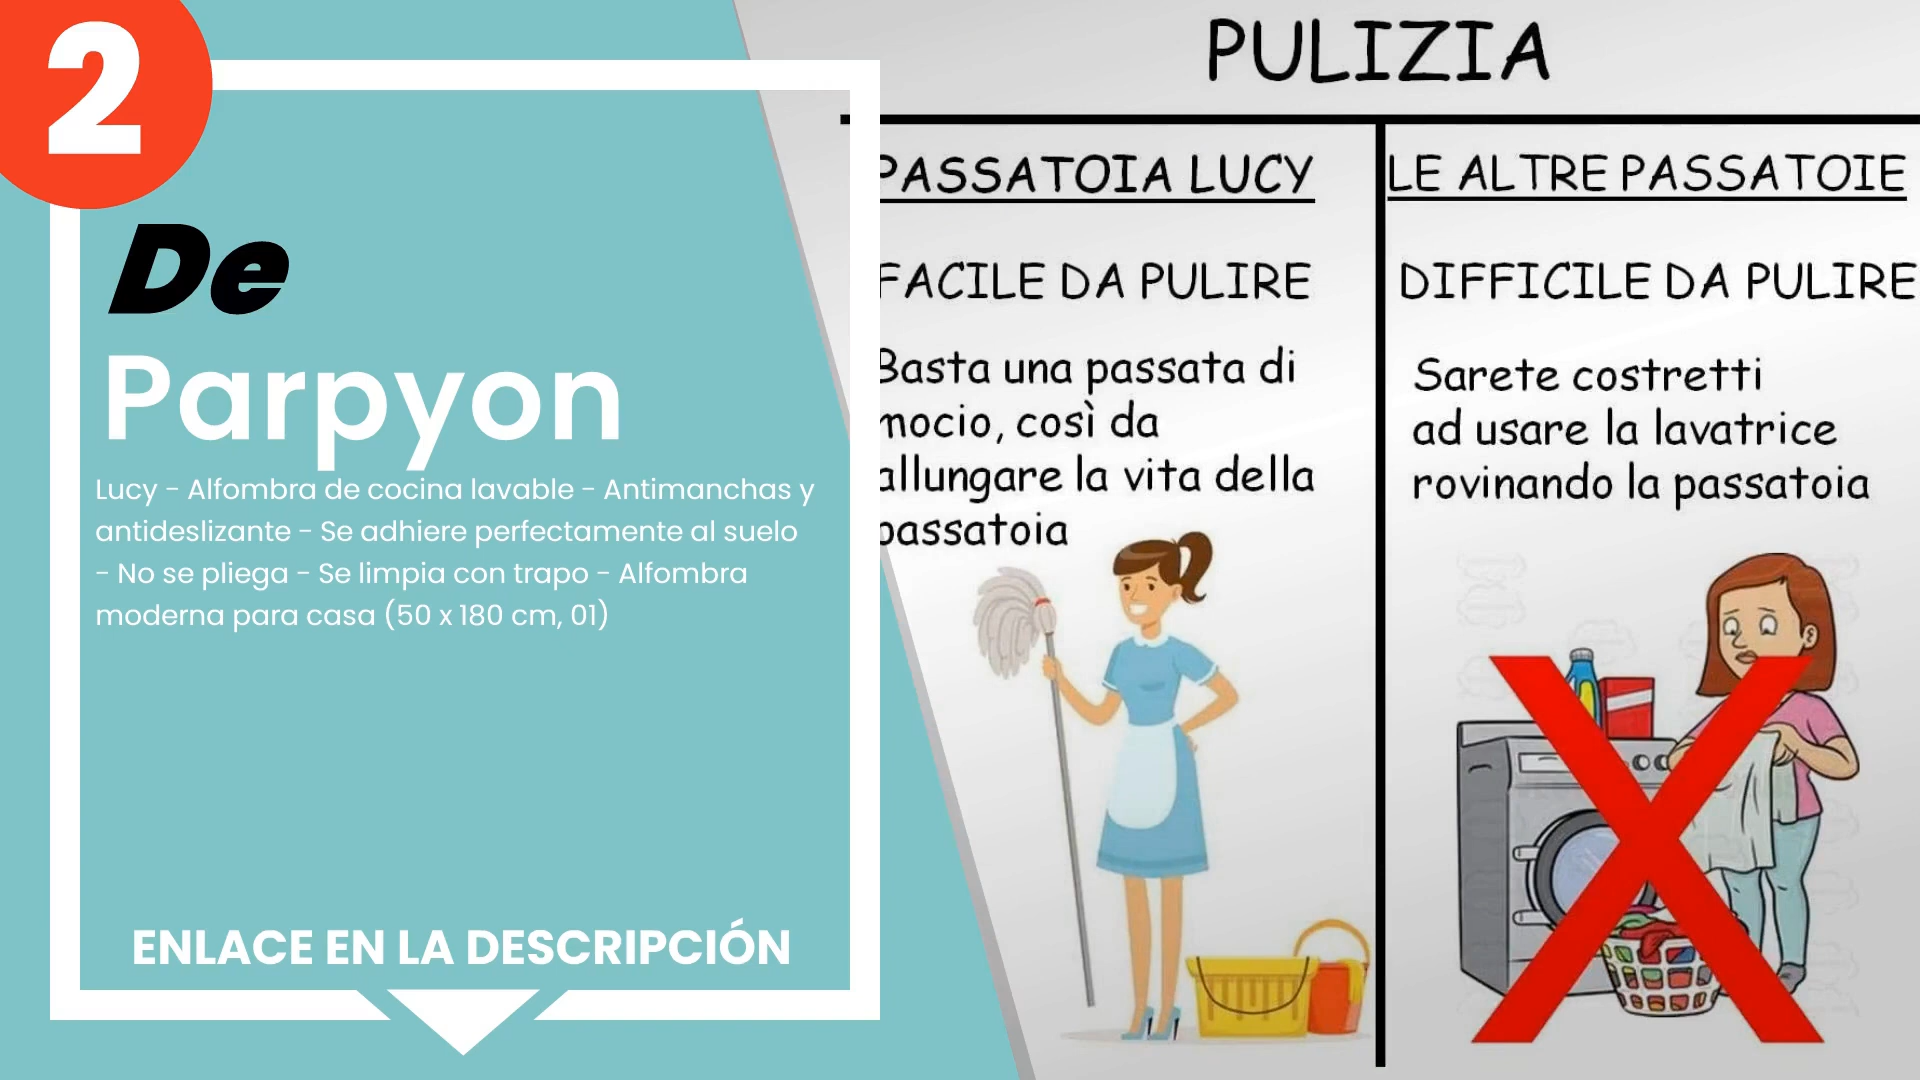 2
De
Parpyon
Lucy - Alfombra de cocina lavable - Antimanchas y
antideslizante - Se adhiere perfectamente al suelo
- No se pliega - Se limpia con trapo - Alfombra
moderna para casa (50 x 180 cm, 01)
ENLACE EN LA DESCRIPCIÓN
PULIZIA
PASSATOIA LUCY
FACILE DA PULIRE
Basta una passata di
mocio, così da
allungare la vita della
passatoia
LE ALTRE PASSATOIE
DIFFICILE DA PULIRE
Sarete costretti
ad usare la lavatrice
rovinando la passatoia